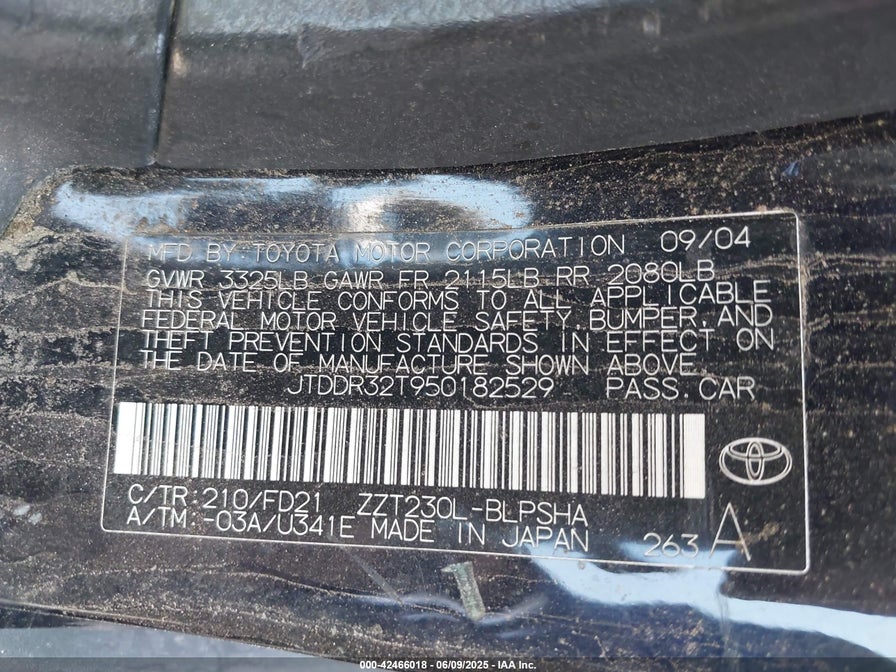 MFD BY: TOYOTA MOTOR CORPORATION 09/04
GVWR 3325LB GAWR FR 2115LB RR 2080LB
THIS VEHICLE CONFORMS TO ALL APPLICABLE
FEDERAL MOTOR VEHICLE SAFETY, BUMPER, AND
THEFT PREVENTION STANDARDS IN EFFECT ON
THE DATE OF MANUFACTURE SHOWN ABOVE
JTDDR32T950182529 PASS. CAR
C/TR: 210/FD21 ZZT230L-BLPSHA
A/TM: -03A/U341E MADE IN JAPAN 263 A
000-42466018 - 06/09/2025 - IAA Inc.